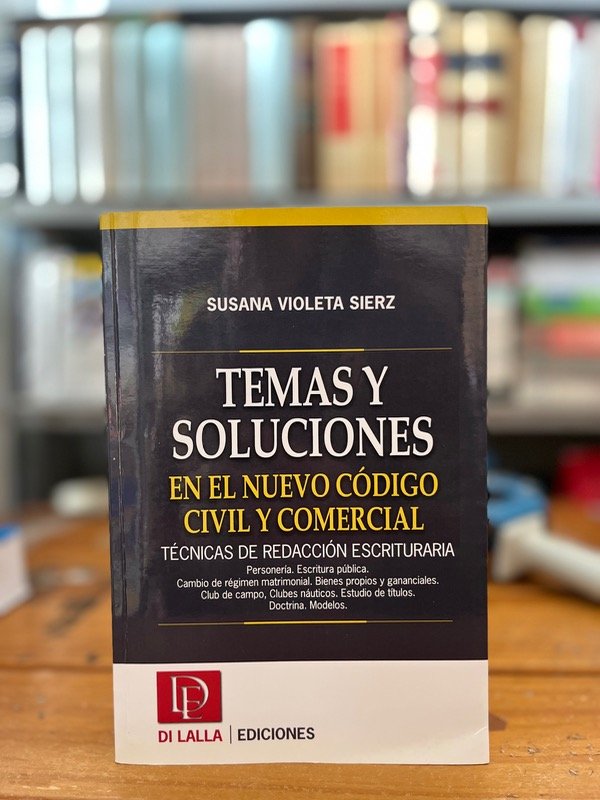 SUSANA VIOLETA SIERZ
TEMAS Y
SOLUCIONES
EN EL NUEVO CÓDIGO
CIVIL Y COMERCIAL
TÉCNICAS DE REDACCIÓN ESCRITURARIA
Personería. Escritura pública.
Cambio de régimen matrimonial. Bienes propios y gananciales.
Club de campo, Clubes náuticos. Estudio de títulos.
Doctrina. Modelos.
DE
DI LALLA | EDICIONES